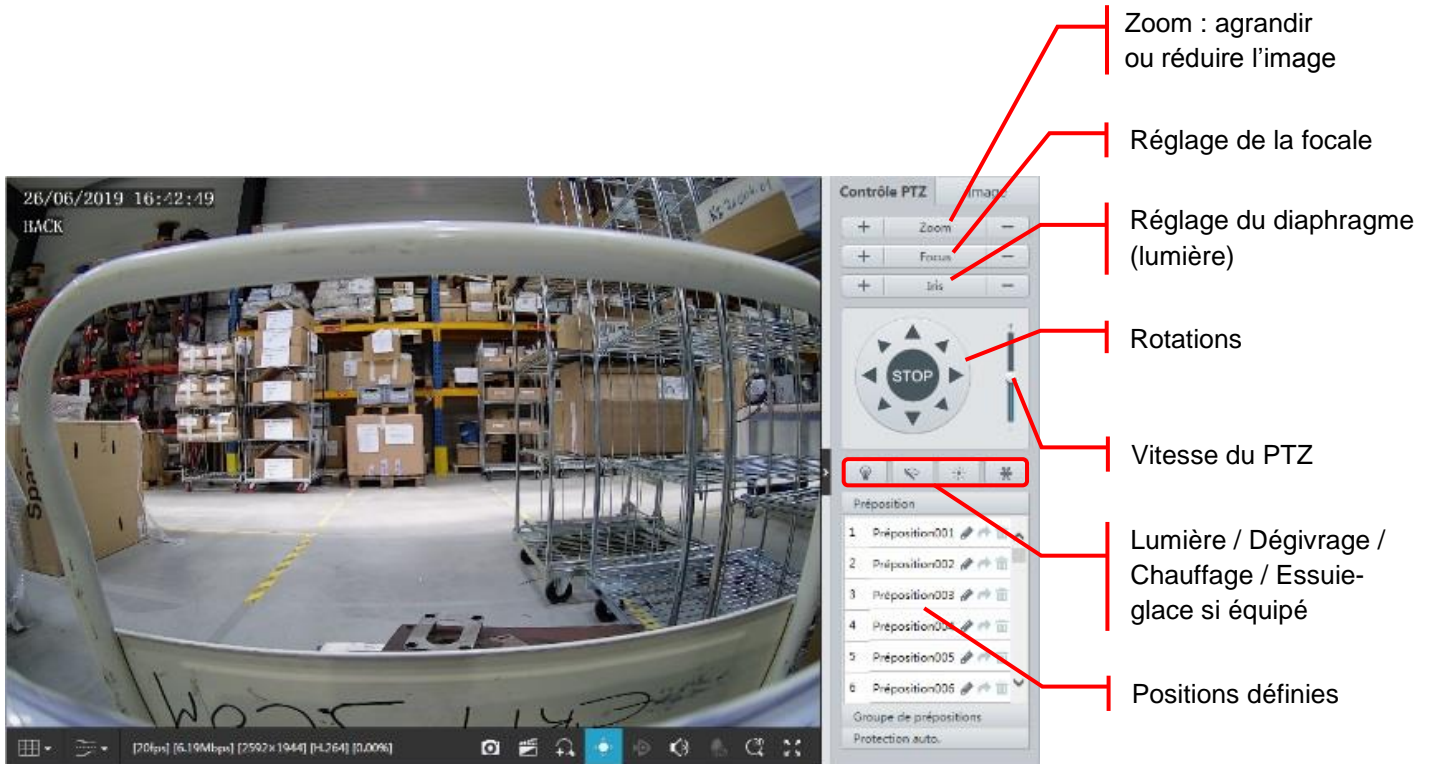 Zoom : agrandir
ou réduire l’image
Réglage de la focale
Réglage du diaphragme
(lumière)
Rotations
Vitesse du PTZ
Lumière / Dégivrage /
Chauffage / Essuie-
glace si équipé
Positions définies
26/06/2019 16:42:49
BACK
Contrôle PTZ
Image
+ Zoom −
+ Focus −
+ Iris −
STOP
Préposition
1 Préposition001
2 Préposition002
3 Préposition003
4 Préposition004
5 Préposition005
6 Préposition006
Groupe de prépositions
Protection auto.
[20fps] [6.19Mbps] [2592×1944] [H.264] [0.00%]